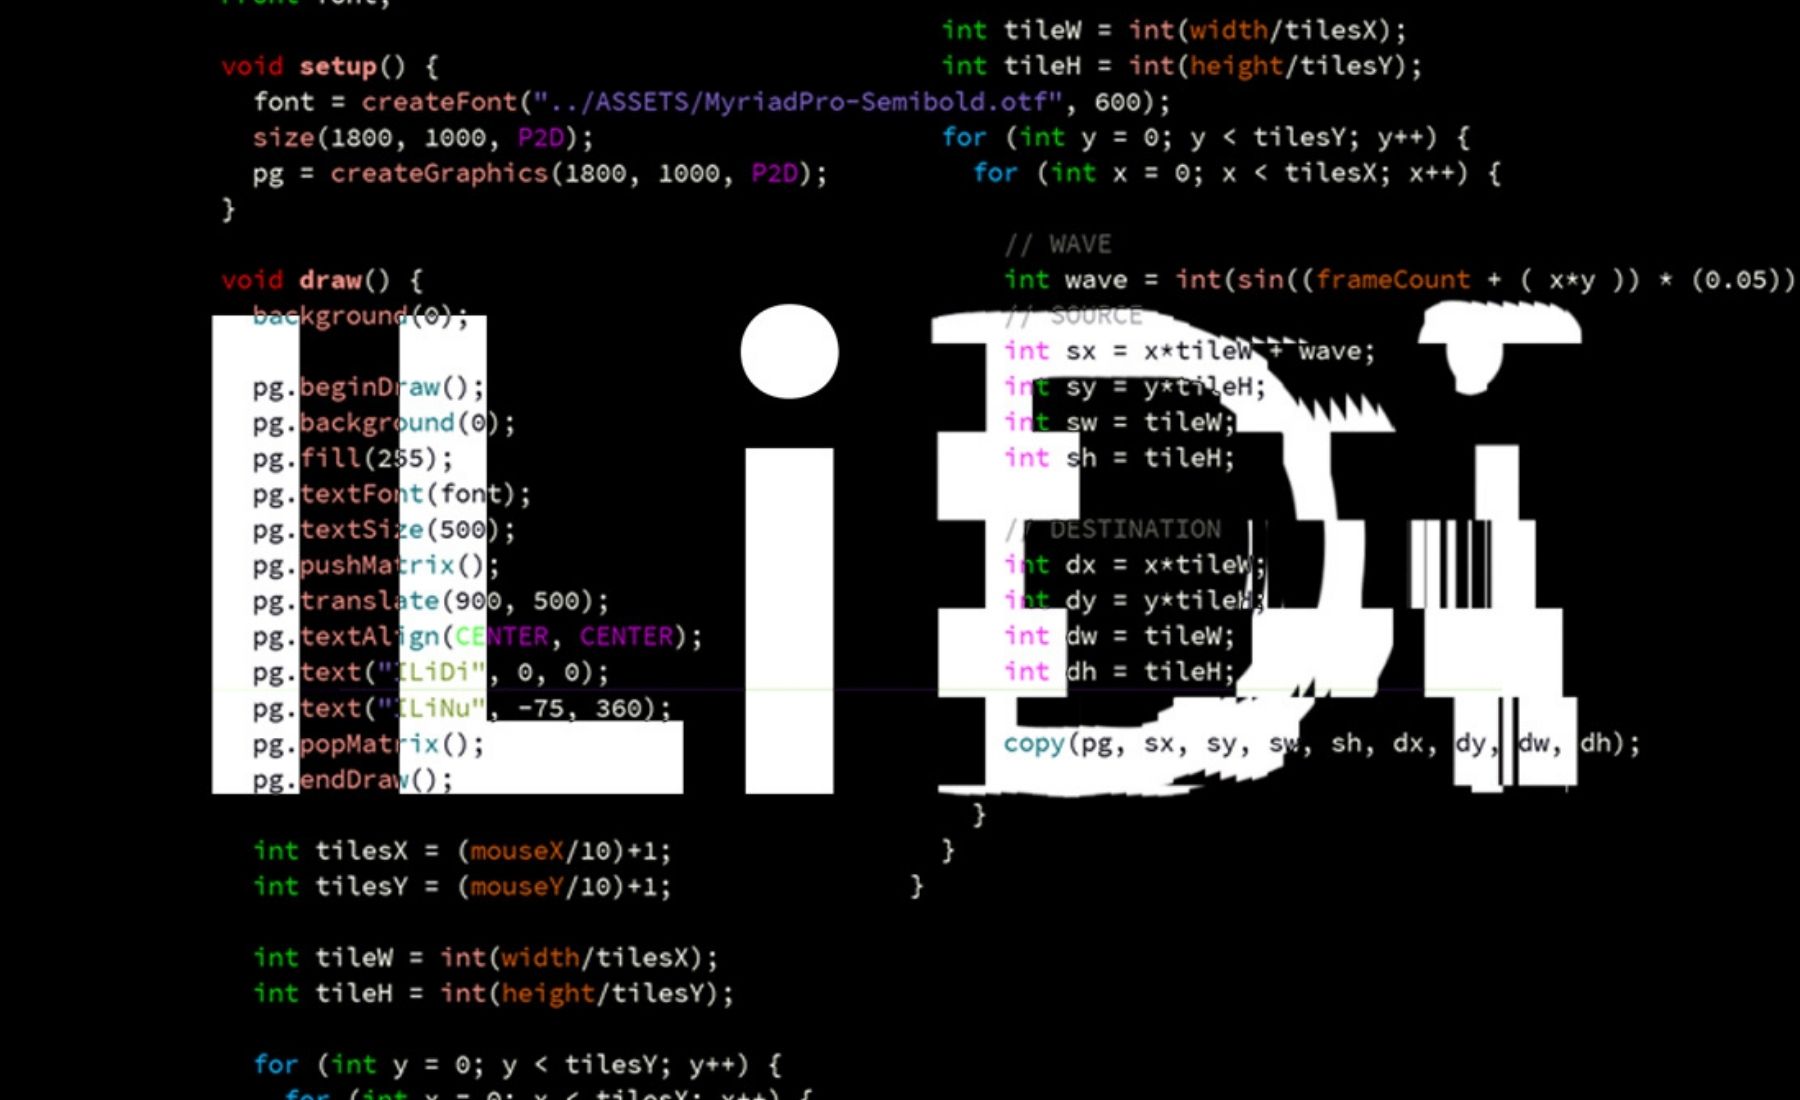 void setup() {
font = createFont("../ASSETS/MyriadPro-Semibold.otf", 600);
size(1800, 1000, P2D);
pg = createGraphics(1800, 1000, P2D);
}
void draw() {
background(0);
pg.beginDraw();
pg.background(0);
pg.fill(255);
pg.textFont(font);
pg.textSize(500);
pg.pushMatrix();
pg.translate(900, 500);
pg.textAlign(CENTER, CENTER);
pg.text("ILiDi", 0, 0);
pg.text("ILiNu", -75, 360);
pg.popMatrix();
pg.endDraw();
int tilesX = (mouseX/10)+1;
int tilesY = (mouseY/10)+1;
int tileW = int(width/tilesX);
int tileH = int(height/tilesY);
for (int y = 0; y < tilesY; y++) {
for (int x = 0; x < tilesX; x++) {
int tileW = int(width/tilesX);
int tileH = int(height/tilesY);
for (int y = 0; y < tilesY; y++) {
for (int x = 0; x < tilesX; x++) {
// WAVE
int wave = int(sin((frameCount + ( x*y )) * (0.05))
// SOURCE
int sx = x*tileW + wave;
int sy = y*tileH;
int sw = tileW;
int sh = tileH;
// DESTINATION
int dx = x*tileW;
int dy = y*tileH;
int dw = tileW;
int dh = tileH;
copy(pg, sx, sy, sw, sh, dx, dy, dw, dh);
}
}
}
ILiDi